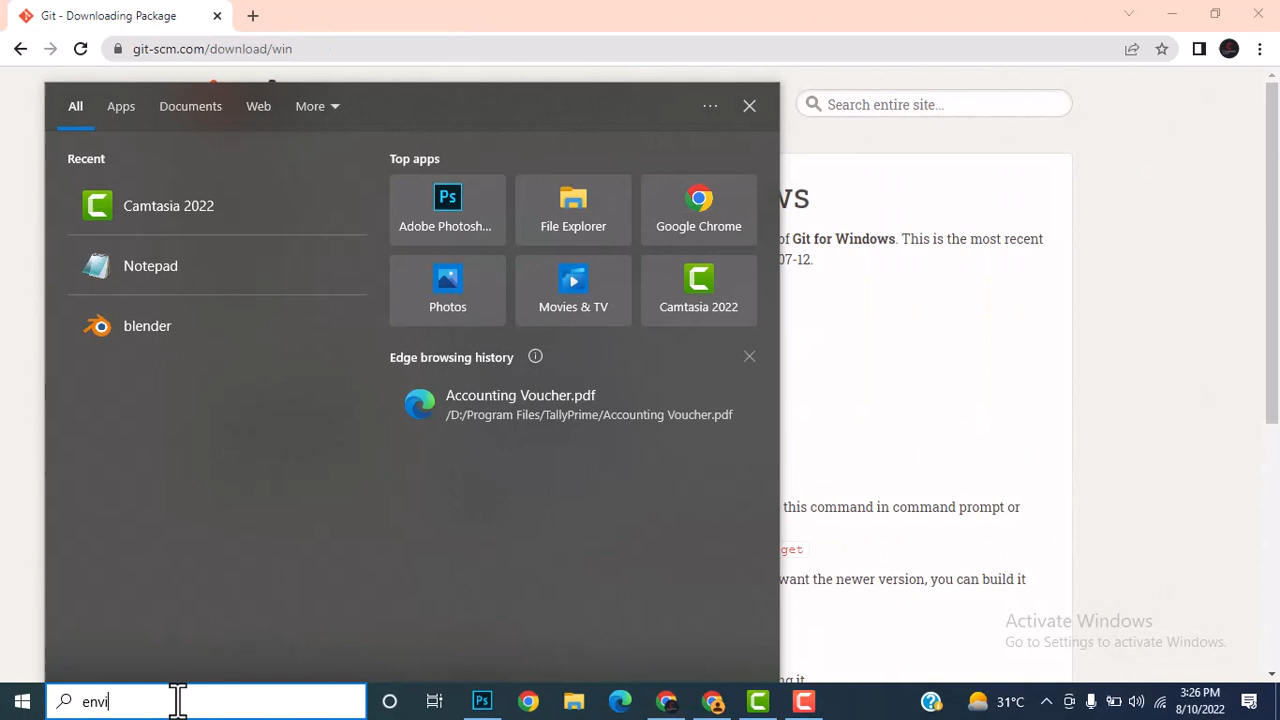 Git - Downloading Package
git-scm.com/download/win
All
Apps
Documents
Web
More
Search entire site...
Recent
Camtasia 2022
Notepad
blender
Top apps
Ps
Adobe Photosh...
File Explorer
Google Chrome
Photos
Movies & TV
Camtasia 2022
Edge browsing history
Accounting Voucher.pdf
/D:/Program Files/TallyPrime/Accounting Voucher.pdf
of Git for Windows. This is the most recent
07-12.
this command in command prompt or
get
want the newer version, you can build it
Activate Windows
Go to Settings to activate Windows.
envi
Ps
31°C
3:26 PM
8/10/2022